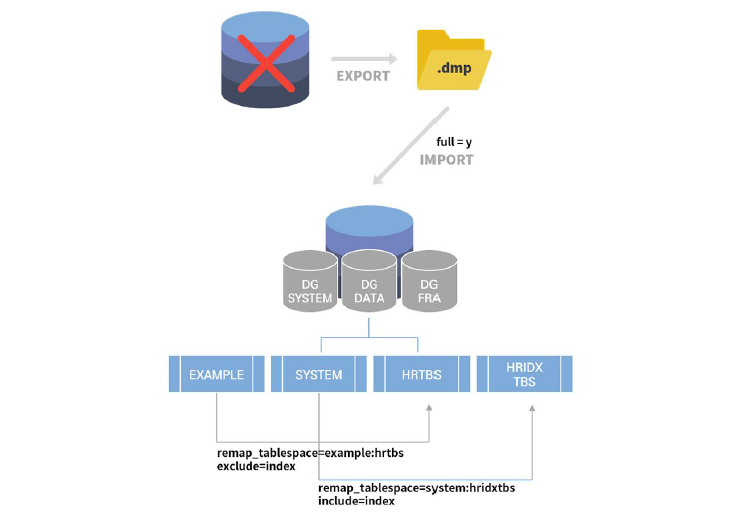 .dmp
EXPORT
full = y
IMPORT
DG
SYSTEM
DG
DATA
DG
FRA
EXAMPLE
SYSTEM
HRTBS
HRIDX
TBS
remap_tablespace=example:hrtbs
exclude=index
remap_tablespace=system:hridxtbs
include=index